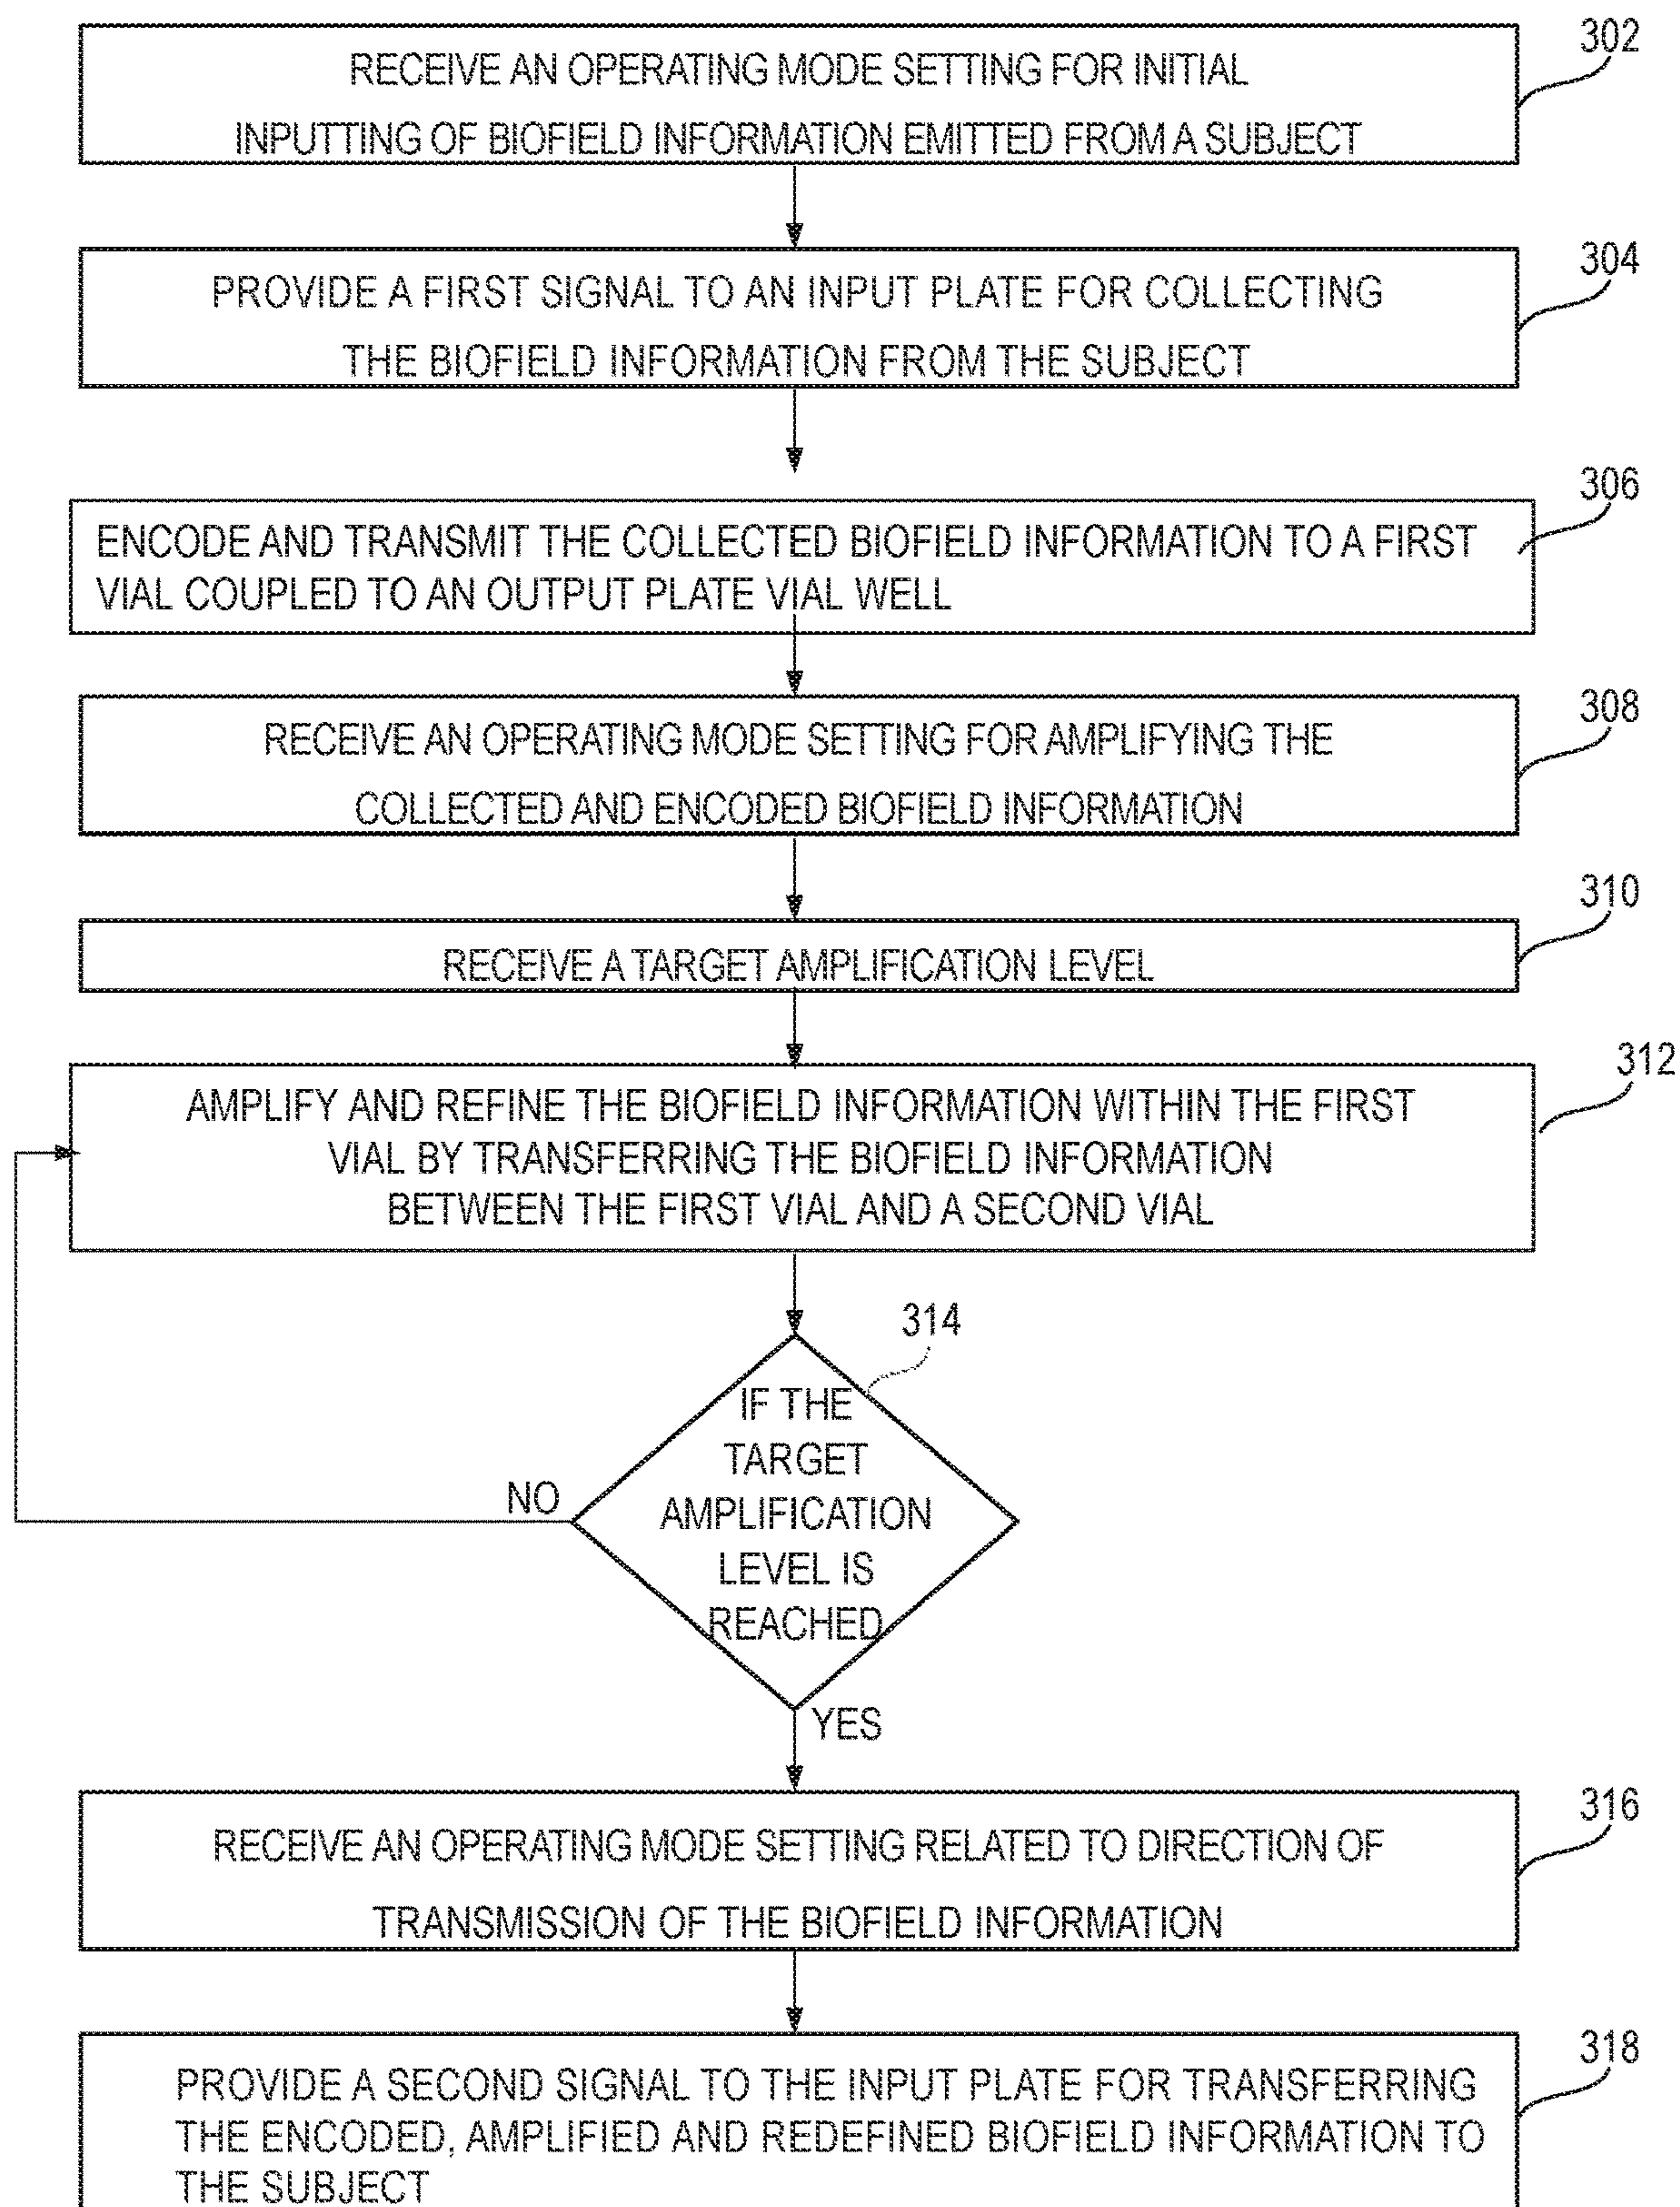 302
RECEIVE AN OPERATING MODE SETTING FOR INITIAL
INPUTTING OF BIOFIELD INFORMATION EMITTED FROM A SUBJECT
304
PROVIDE A FIRST SIGNAL TO AN INPUT PLATE FOR COLLECTING
THE BIOFIELD INFORMATION FROM THE SUBJECT
306
ENCODE AND TRANSMIT THE COLLECTED BIOFIELD INFORMATION TO A FIRST
VIAL COUPLED TO AN OUTPUT PLATE VIAL WELL
308
RECEIVE AN OPERATING MODE SETTING FOR AMPLIFYING THE
COLLECTED AND ENCODED BIOFIELD INFORMATION
310
RECEIVE A TARGET AMPLIFICATION LEVEL
312
AMPLIFY AND REFINE THE BIOFIELD INFORMATION WITHIN THE FIRST
VIAL BY TRANSFERRING THE BIOFIELD INFORMATION
BETWEEN THE FIRST VIAL AND A SECOND VIAL
314
IF THE
TARGET
AMPLIFICATION
LEVEL IS
REACHED
NO
YES
316
RECEIVE AN OPERATING MODE SETTING RELATED TO DIRECTION OF
TRANSMISSION OF THE BIOFIELD INFORMATION
318
PROVIDE A SECOND SIGNAL TO THE INPUT PLATE FOR TRANSFERRING
THE ENCODED, AMPLIFIED AND REDEFINED BIOFIELD INFORMATION TO
THE SUBJECT